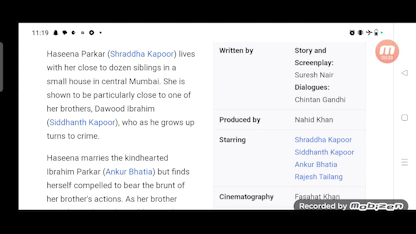 11:19
Haseena Parkar (Shraddha Kapoor) lives
with her close to dozen siblings in a
small house in central Mumbai. She is
shown to be particularly close to one of
her brothers, Dawood Ibrahim
(Siddhanth Kapoor), who as he grows up
turns to crime.
Haseena marries the kindhearted
Ibrahim Parkar (Ankur Bhatia) but finds
herself compelled to bear the brunt of
her brother's actions. As her brother
Written by
Story and
Screenplay:
Suresh Nair
Dialogues:
Chintan Gandhi
Produced by
Nahid Khan
Starring
Shraddha Kapoor
Siddhanth Kapoor
Ankur Bhatia
Rajesh Tailang
Cinematography
Fasahat Khan
Recorded by Mobizen